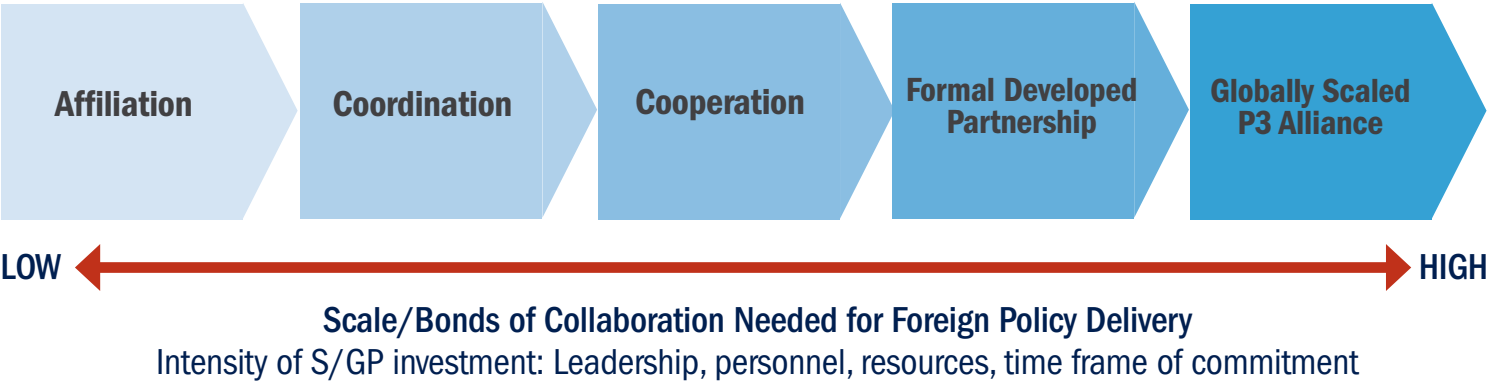 Affiliation
Coordination
Cooperation
Formal Developed
Partnership
Globally Scaled
P3 Alliance
LOW
HIGH
Scale/Bonds of Collaboration Needed for Foreign Policy Delivery
Intensity of S/GP investment: Leadership, personnel, resources, time frame of commitment